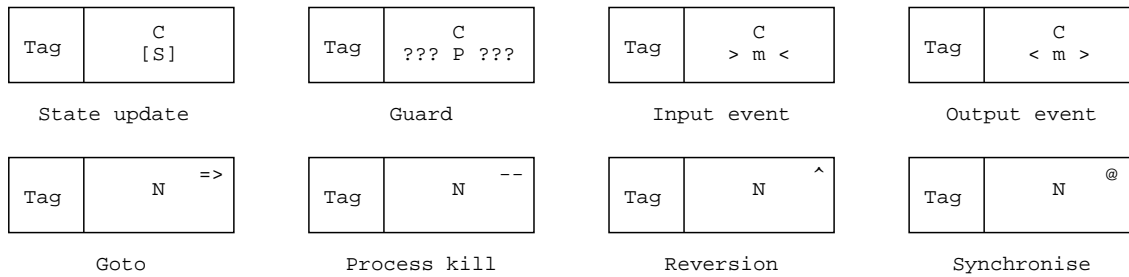 Tag C [S]
Tag C ??? P ???
Tag C > m <
Tag C < m >
State update
Guard
Input event
Output event
Tag N =>
Tag N --
Tag N ^
Tag N @
Goto
Process kill
Reversion
Synchronise